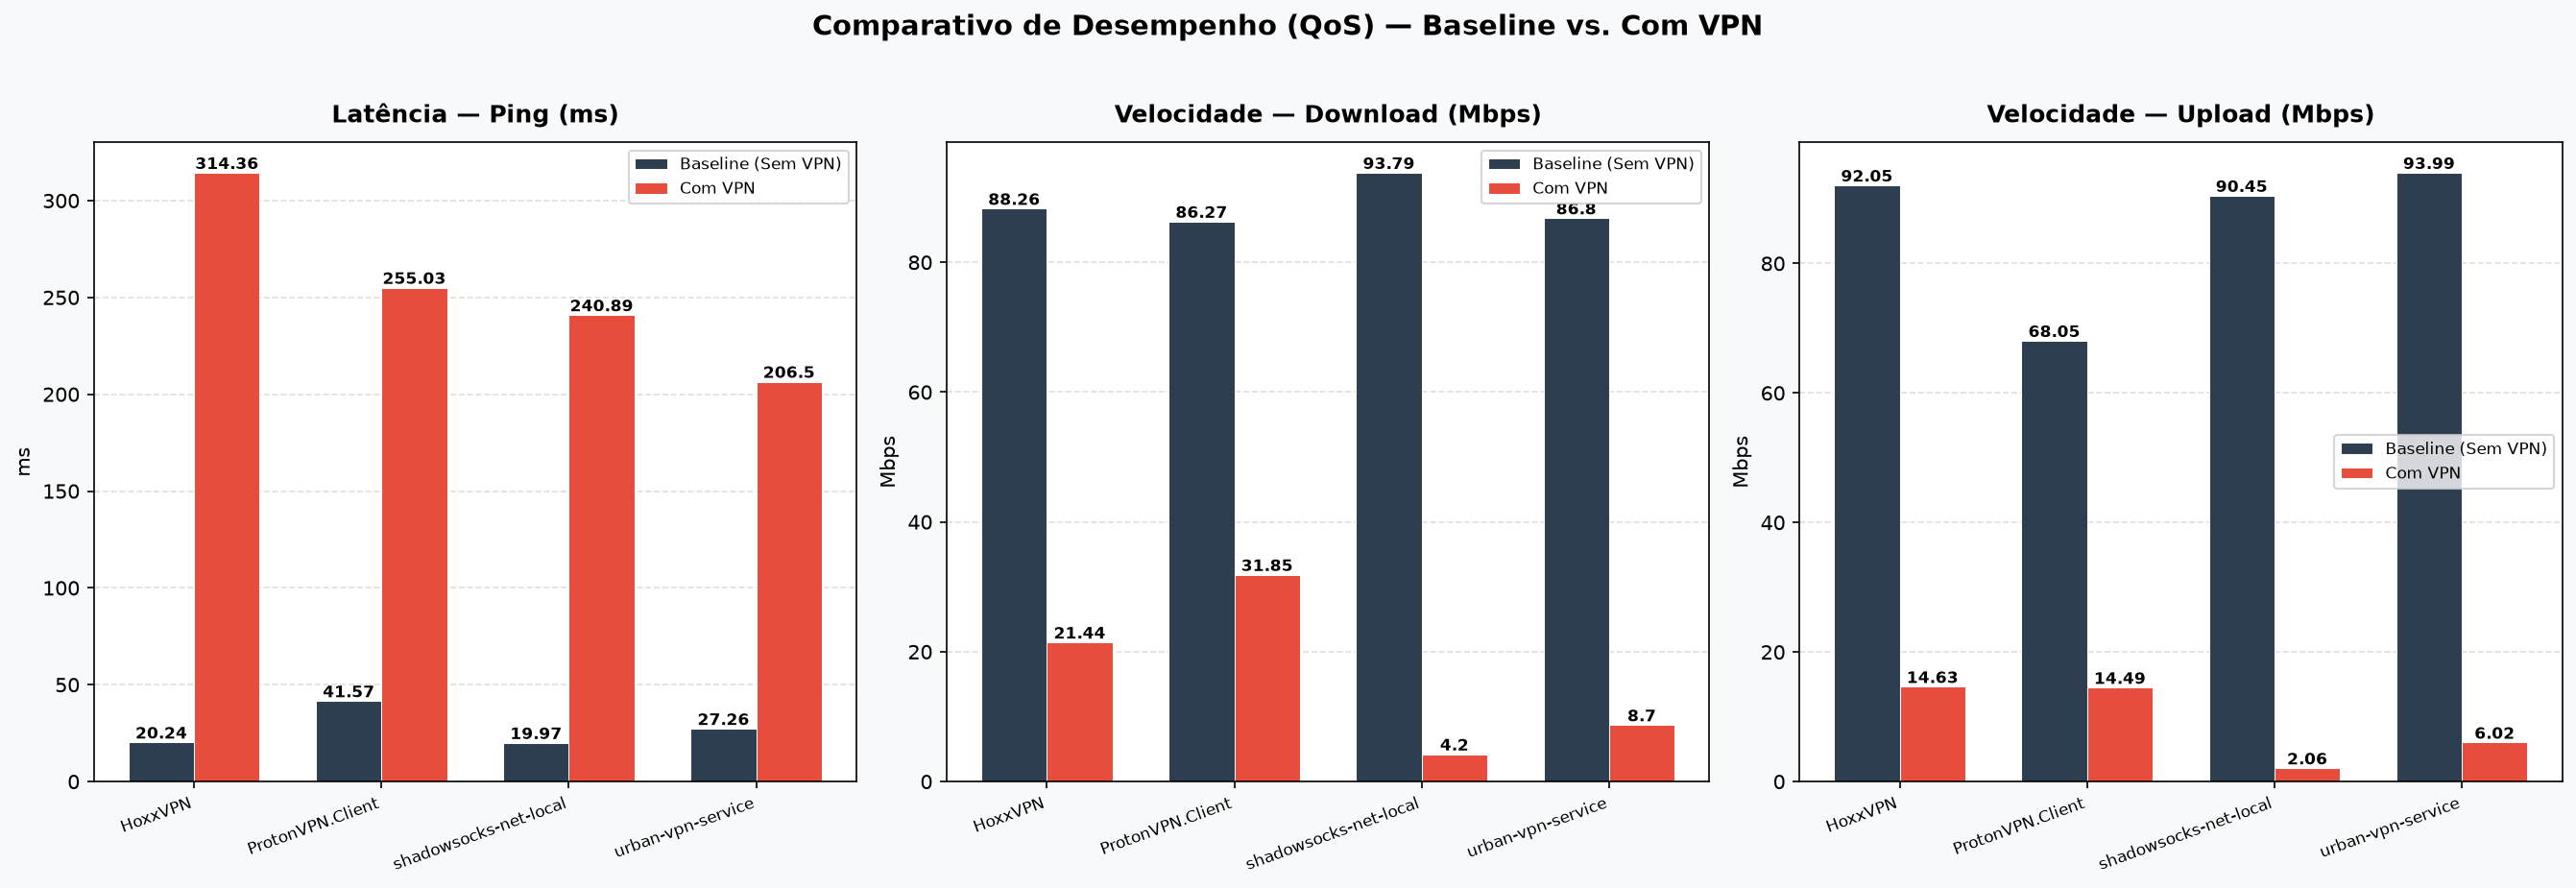 Comparativo de Desempenho (QoS) — Baseline vs. Com VPN
Latência — Ping (ms)
Baseline (Sem VPN)
Com VPN
ms
300
250
200
150
100
50
0
314.36
255.03
240.89
206.5
20.24
41.57
19.97
27.26
HoxxVPN
ProtonVPN.Client
shadowsocks-net-local
urban-vpn-service
Velocidade — Download (Mbps)
Baseline (Sem VPN)
Com VPN
Mbps
80
60
40
20
0
88.26
86.27
93.79
86.8
21.44
31.85
4.2
8.7
HoxxVPN
ProtonVPN.Client
shadowsocks-net-local
urban-vpn-service
Velocidade — Upload (Mbps)
Baseline (Sem VPN)
Com VPN
Mbps
80
60
40
20
0
92.05
68.05
90.45
93.99
14.63
14.49
2.06
6.02
HoxxVPN
ProtonVPN.Client
shadowsocks-net-local
urban-vpn-service